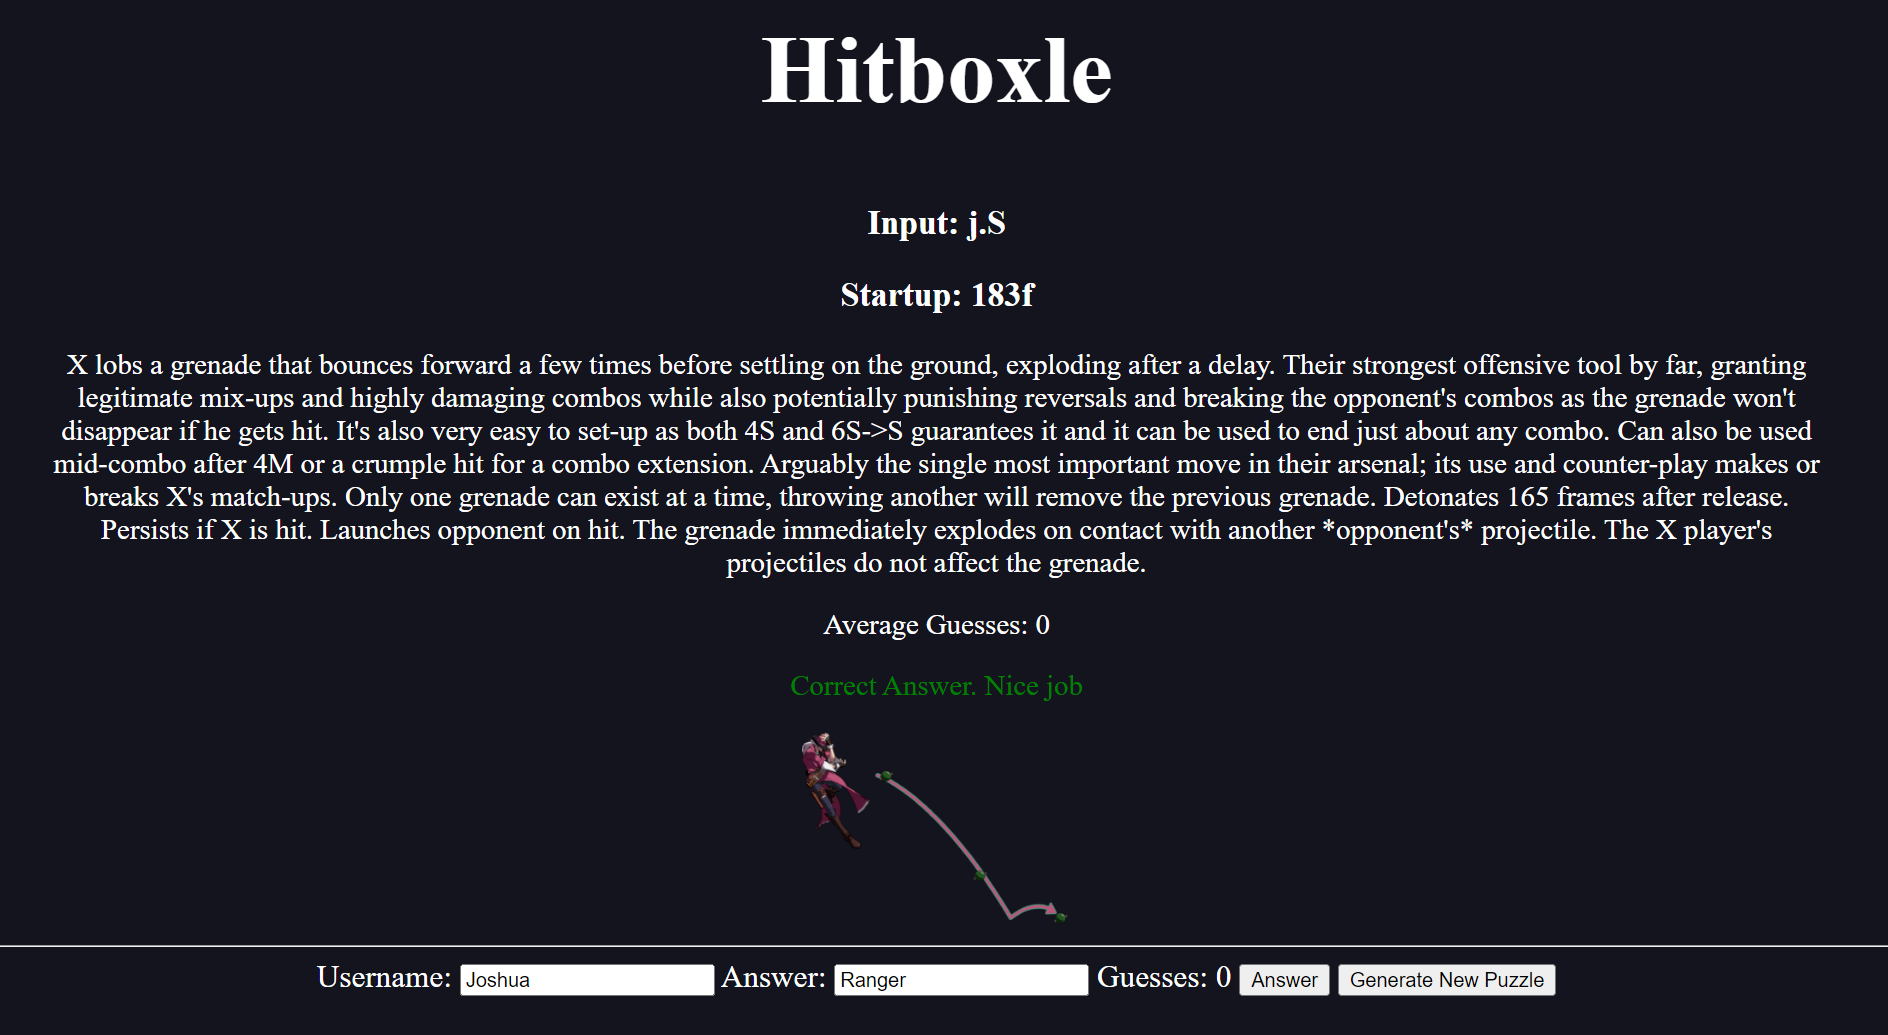 Hitboxle
Input: j.S
Startup: 183f
X lobs a grenade that bounces forward a few times before settling on the ground, exploding after a delay. Their strongest offensive tool by far, granting
legitimate mix-ups and highly damaging combos while also potentially punishing reversals and breaking the opponent's combos as the grenade won't
disappear if he gets hit. It's also very easy to set-up as both 4S and 6S->S guarantees it and it can be used to end just about any combo. Can also be used
mid-combo after 4M or a crumple hit for a combo extension. Arguably the single most important move in their arsenal; its use and counter-play makes or
breaks X's match-ups. Only one grenade can exist at a time, throwing another will remove the previous grenade. Detonates 165 frames after release.
Persists if X is hit. Launches opponent on hit. The grenade immediately explodes on contact with another *opponent's* projectile. The X player's
projectiles do not affect the grenade.
Average Guesses: 0
Correct Answer. Nice job
Username: Joshua Answer: Ranger Guesses: 0 Answer Generate New Puzzle